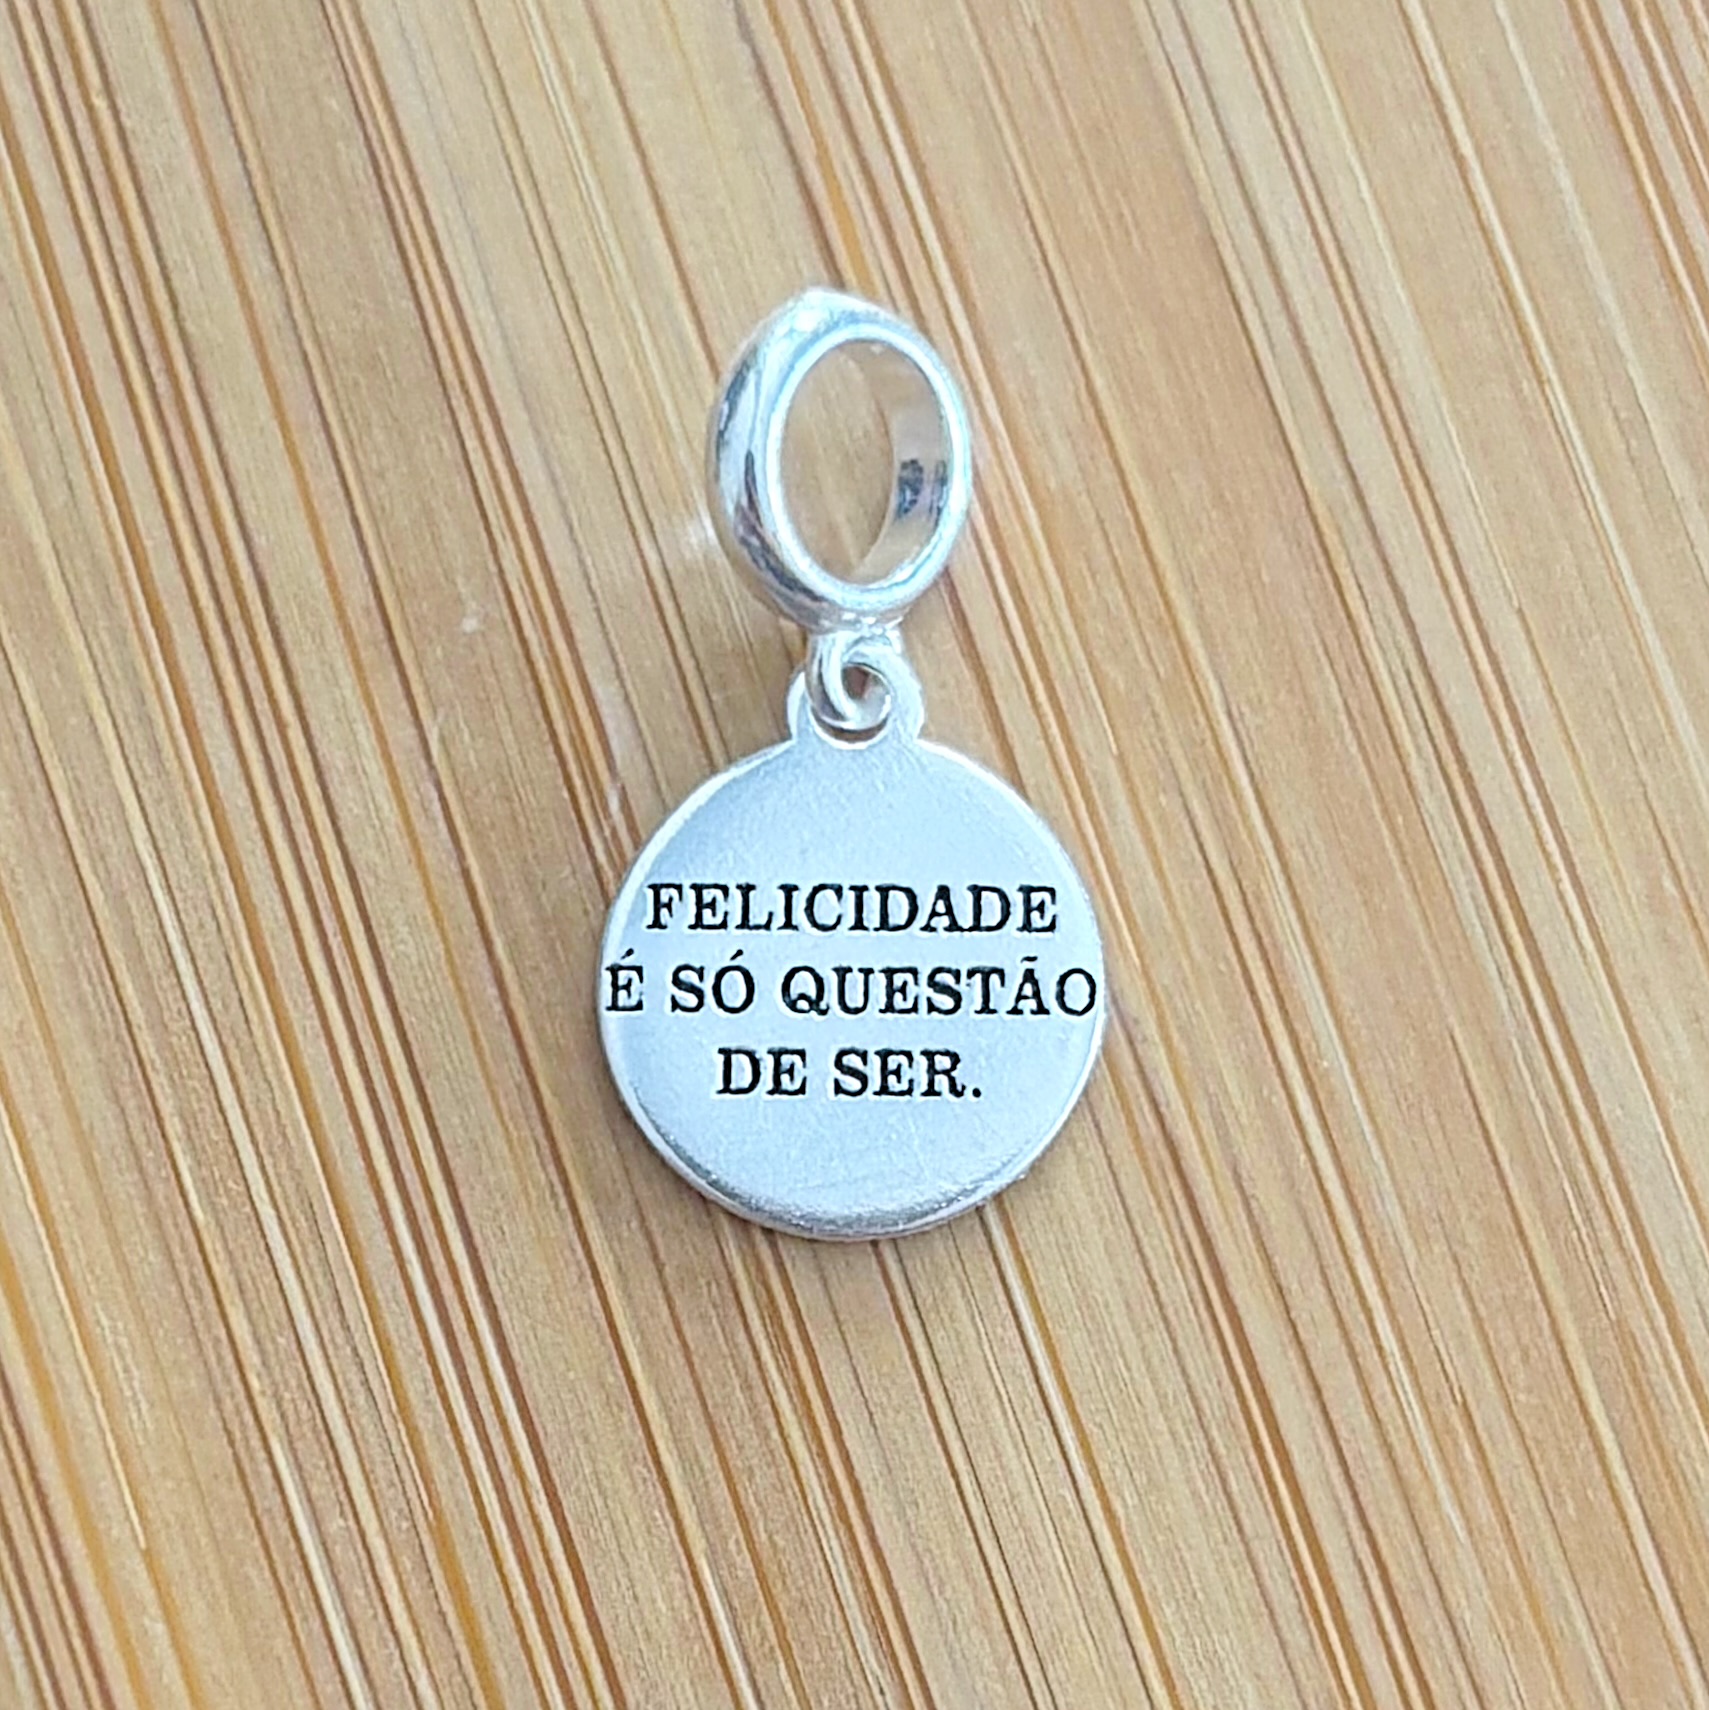 FELICIDADE
É SÓ QUESTÃO
DE SER.